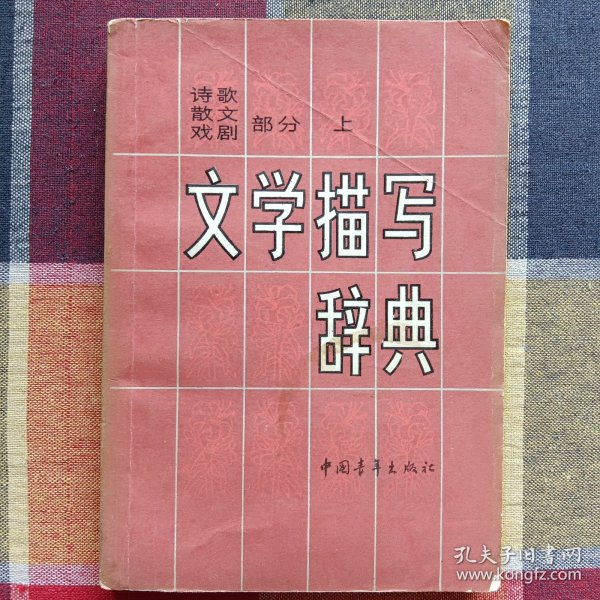 诗歌
散文
戏剧 部分 上
文学描写
辞典
中国青年出版社
孔夫子旧书网
www.kongfz.com